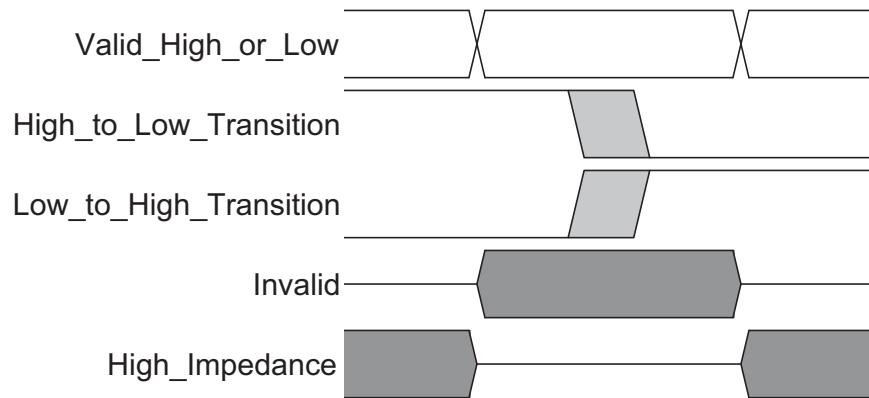 Valid_High_or_Low
High_to_Low_Transition
Low_to_High_Transition
Invalid
High_Impedance